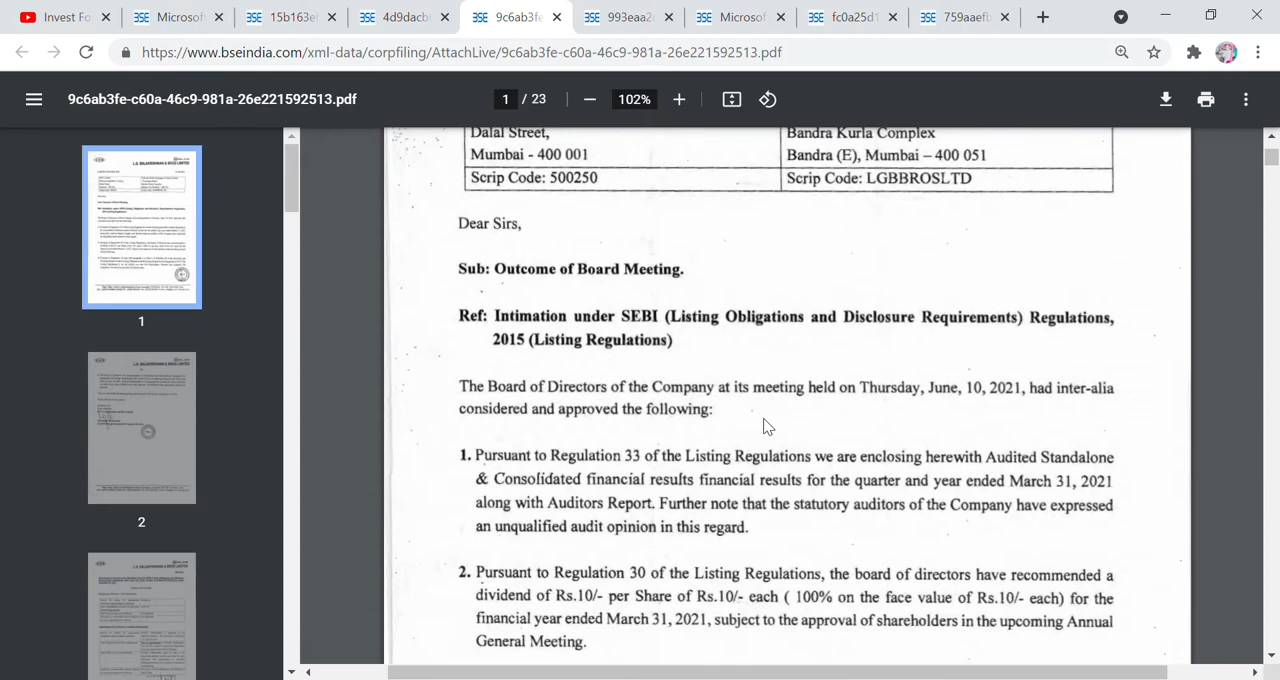 Invest Fo
Microsoft
15b163e
4d9dacb
9c6ab3fe
993eaa2
Microsof
fc0a25d1
759aaefb
https://www.bseindia.com/xml-data/corpfiling/AttachLive/9c6ab3fe-c60a-46c9-981a-26e221592513.pdf
9c6ab3fe-c60a-46c9-981a-26e221592513.pdf
1 / 23
102%
Dalal Street,
Mumbai - 400 001
Scrip Code: 500250
Bandra Kurla Complex
Bandra (E), Mumbai – 400 051
Scrip Code: LGBBROSLTD
Dear Sirs,
Sub: Outcome of Board Meeting.
Ref: Intimation under SEBI (Listing Obligations and Disclosure Requirements) Regulations,
2015 (Listing Regulations)
The Board of Directors of the Company at its meeting held on Thursday, June, 10, 2021, had inter-alia
considered and approved the following:
1. Pursuant to Regulation 33 of the Listing Regulations we are enclosing herewith Audited Standalone
& Consolidated financial results financial results for the quarter and year ended March 31, 2021
along with Auditors Report. Further note that the statutory auditors of the Company have expressed
an unqualified audit opinion in this regard.
2. Pursuant to Regulation 30 of the Listing Regulations, the board of directors have recommended a
dividend of Rs.10/- per Share of Rs.10/- each ( 100% on the face value of Rs.10/- each) for the
financial year ended March 31, 2021, subject to the approval of shareholders in the upcoming Annual
General Meeting.
1
2